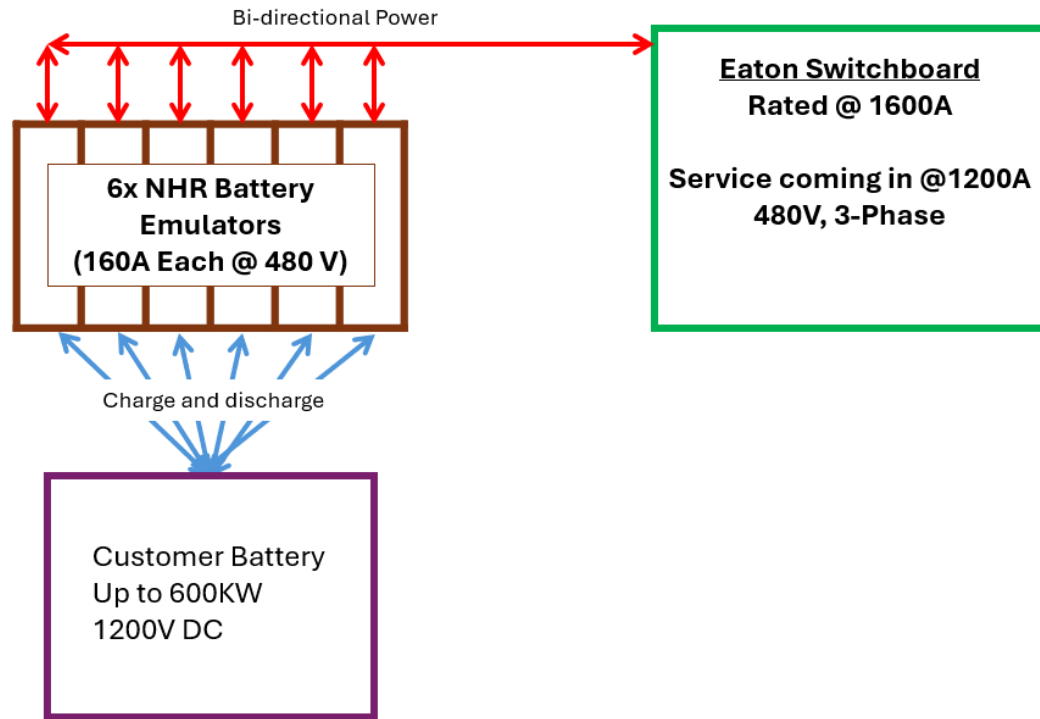 Bi-directional Power
Eaton Switchboard
Rated @ 1600A
Service coming in @1200A
480V, 3-Phase
6x NHR Battery
Emulators
(160A Each @ 480 V)
Charge and discharge
Customer Battery
Up to 600KW
1200V DC